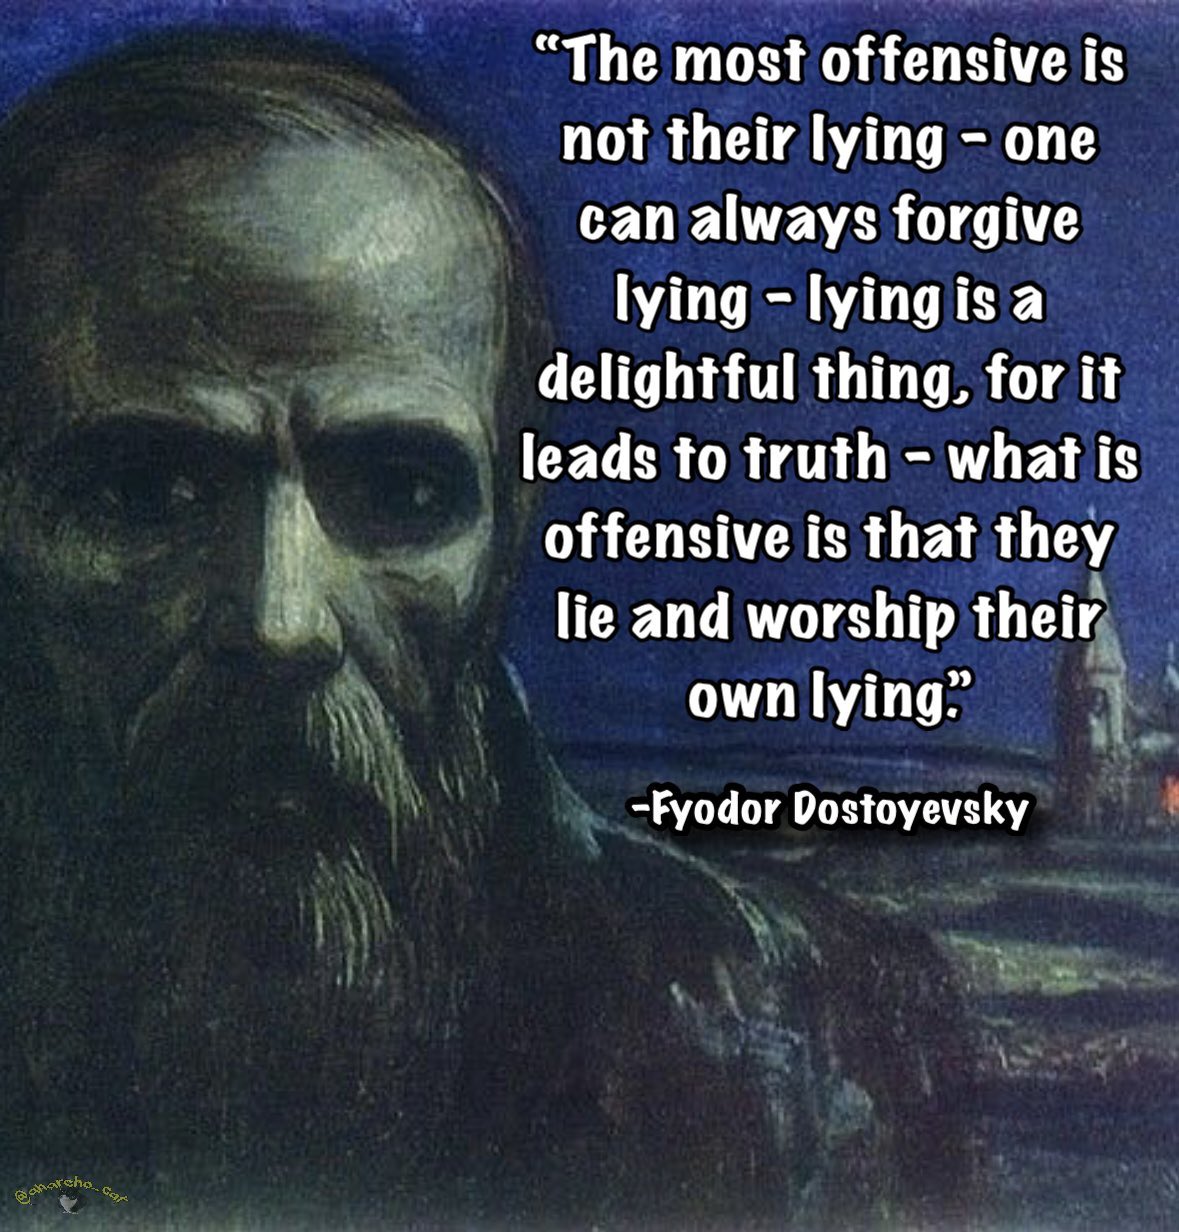 “The most offensive is
not their lying – one
can always forgive
lying – lying is a
delightful thing, for it
leads to truth – what is
offensive is that they
lie and worship their
own lying.”
-Fyodor Dostoyevsky
@anarcho_cat